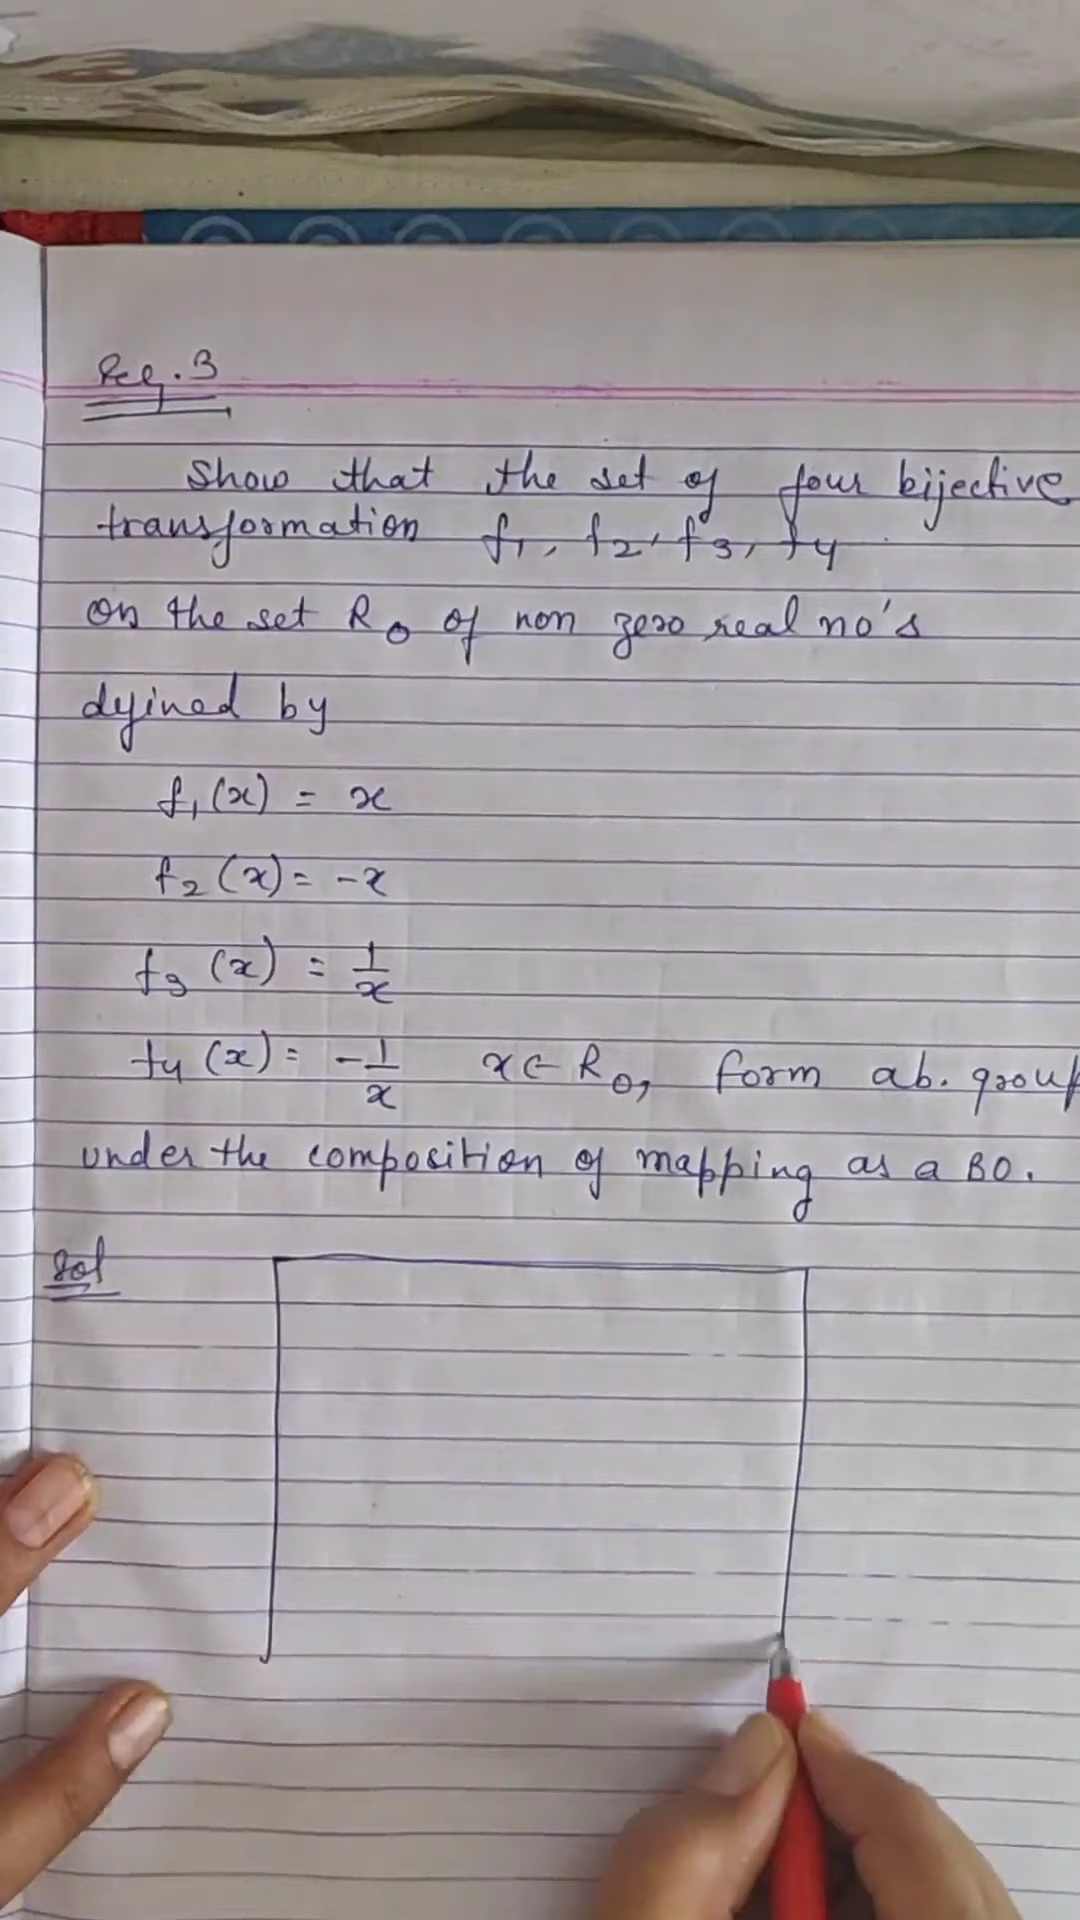 Show that the set of four bijective
transformation f₁, f₂, f₃, f₄
on the set R₀ of non zero real no's
defined by
f₁(x) = x
f₂(x) = -x
f₃(x) = 1/x
f₄(x) = -1/x x ∈ R₀, form ab. group
under the composition of mapping as a BO.
Sol